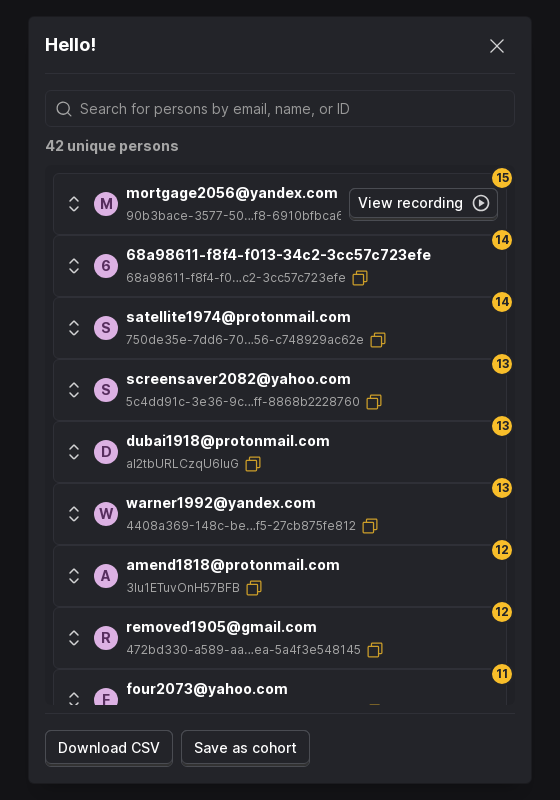 Hello!
Search for persons by email, name, or ID
42 unique persons
15
M
mortgage2056@yandex.com
90b3bace-3577-50...f8-6910bfbca6
View recording
14
6
68a98611-f8f4-f013-34c2-3cc57c723efe
68a98611-f8f4-f0...c2-3cc57c723efe
14
S
satellite1974@protonmail.com
750de35e-7dd6-70...56-c748929ac62e
13
S
screensaver2082@yahoo.com
5c4dd91c-3e36-9c...ff-8868b2228760
13
D
dubai1918@protonmail.com
al2tbURLCzqU6luG
13
W
warner1992@yandex.com
4408a369-148c-be...f5-27cb875fe812
12
A
amend1818@protonmail.com
3lu1ETuvOnH57BFB
12
R
removed1905@gmail.com
472bd330-a589-aa...ea-5a4f3e548145
11
F
four2073@yahoo.com
Download CSV
Save as cohort